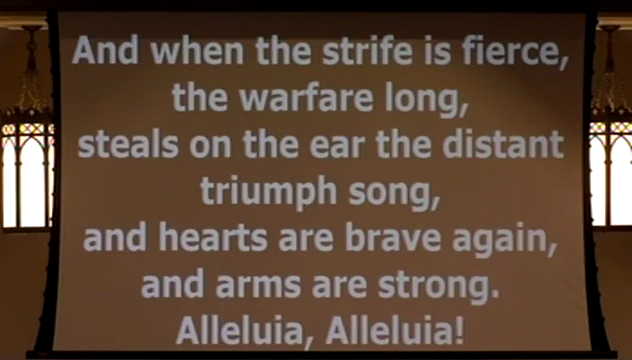 And when the strife is fierce,
the warfare long,
steals on the ear the distant
triumph song,
and hearts are brave again,
and arms are strong.
Alleluia, Alleluia!